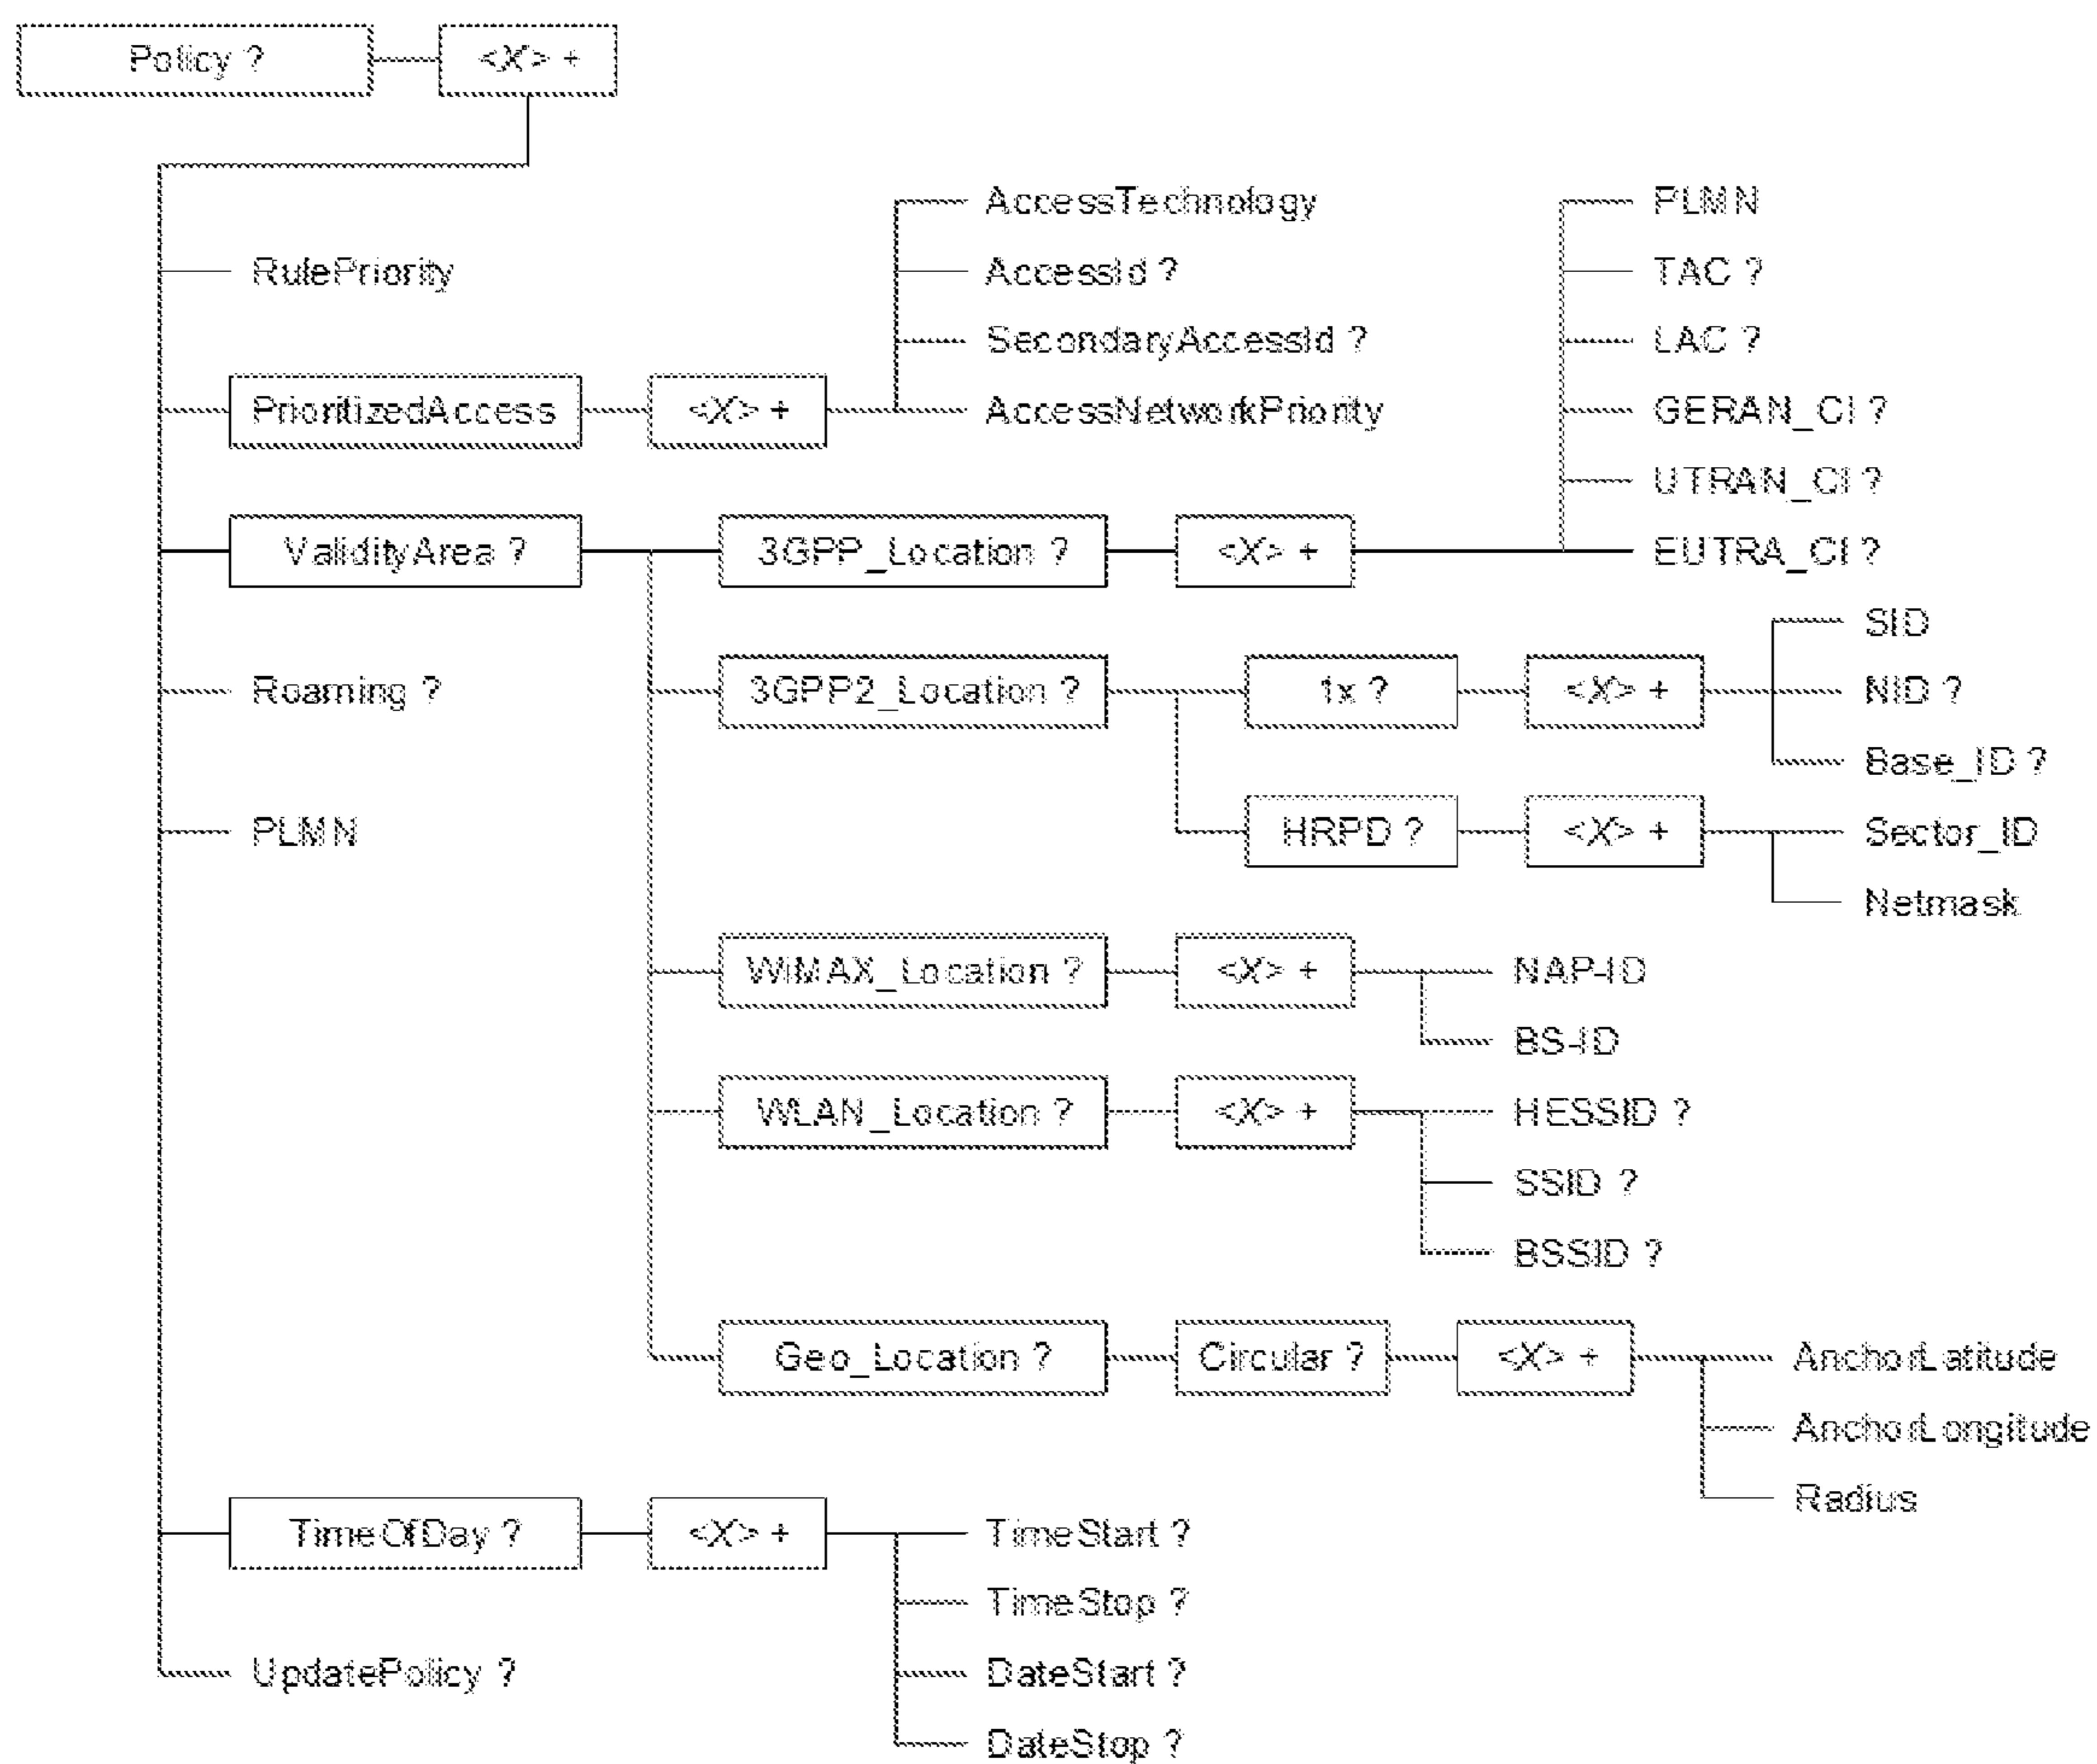 Policy ? <X> +
AccessTechnology PLMN
RulePriority AccessId ? TAC ?
SecondaryAccessId ? LAC ?
PrioritizedAccess <X> + AccessNetworkPriority GERAN_CI ?
UTRAN_CI ?
ValidityArea ? 3GPP_Location ? <X> + EUTRA_CI ?
SID
Roaming ? 3GPP2_Location ? 1x ? <X> + NID ?
Base_ID ?
PLMN HRPD ? <X> + Sector_ID
Netmask
WiMAX_Location ? <X> + NAP-ID
BS-ID
WLAN_Location ? <X> + HESSID ?
SSID ?
BSSID ?
Geo_Location ? Circular ? <X> + AnchorLatitude
AnchorLongitude
Radius
TimeOfDay ? <X> + TimeStart ?
TimeStop ?
UpdatePolicy ? DateStart ?
DateStop ?